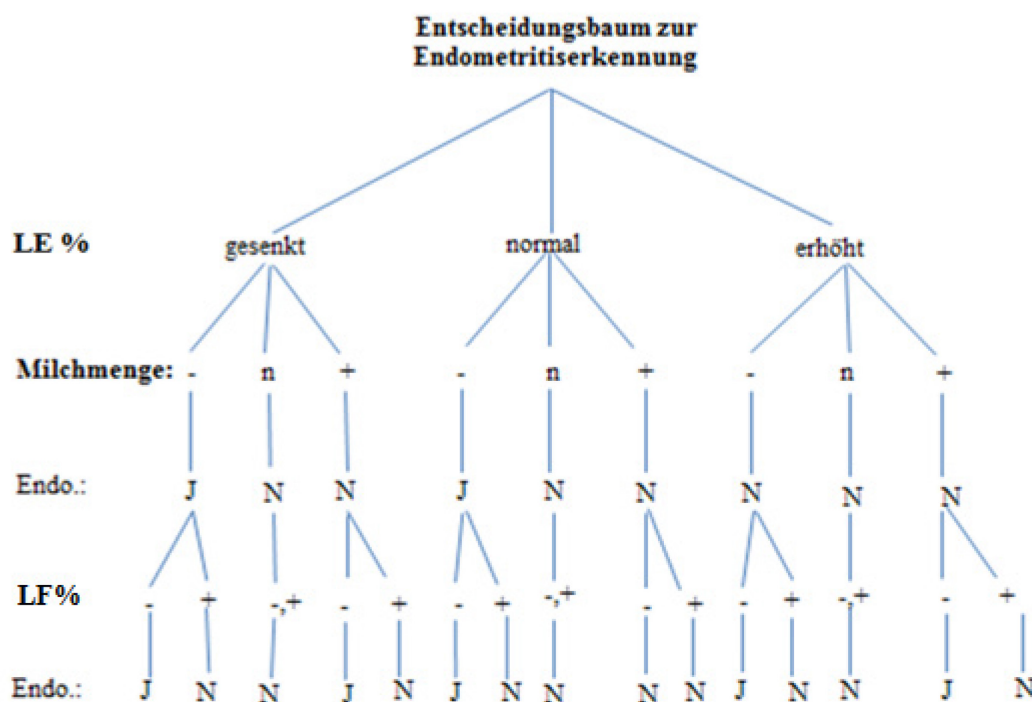 Entscheidungsbaum zur
Endometritiserkennung
LE % gesenkt normal erhöht
Milchmenge: - n + - n + - n +
Endo.: J N N J N N N N N
LF% - + -,+ - + - + -,+ - + - + -,+ - +
Endo.: J N N J N J N N N N J N N J N